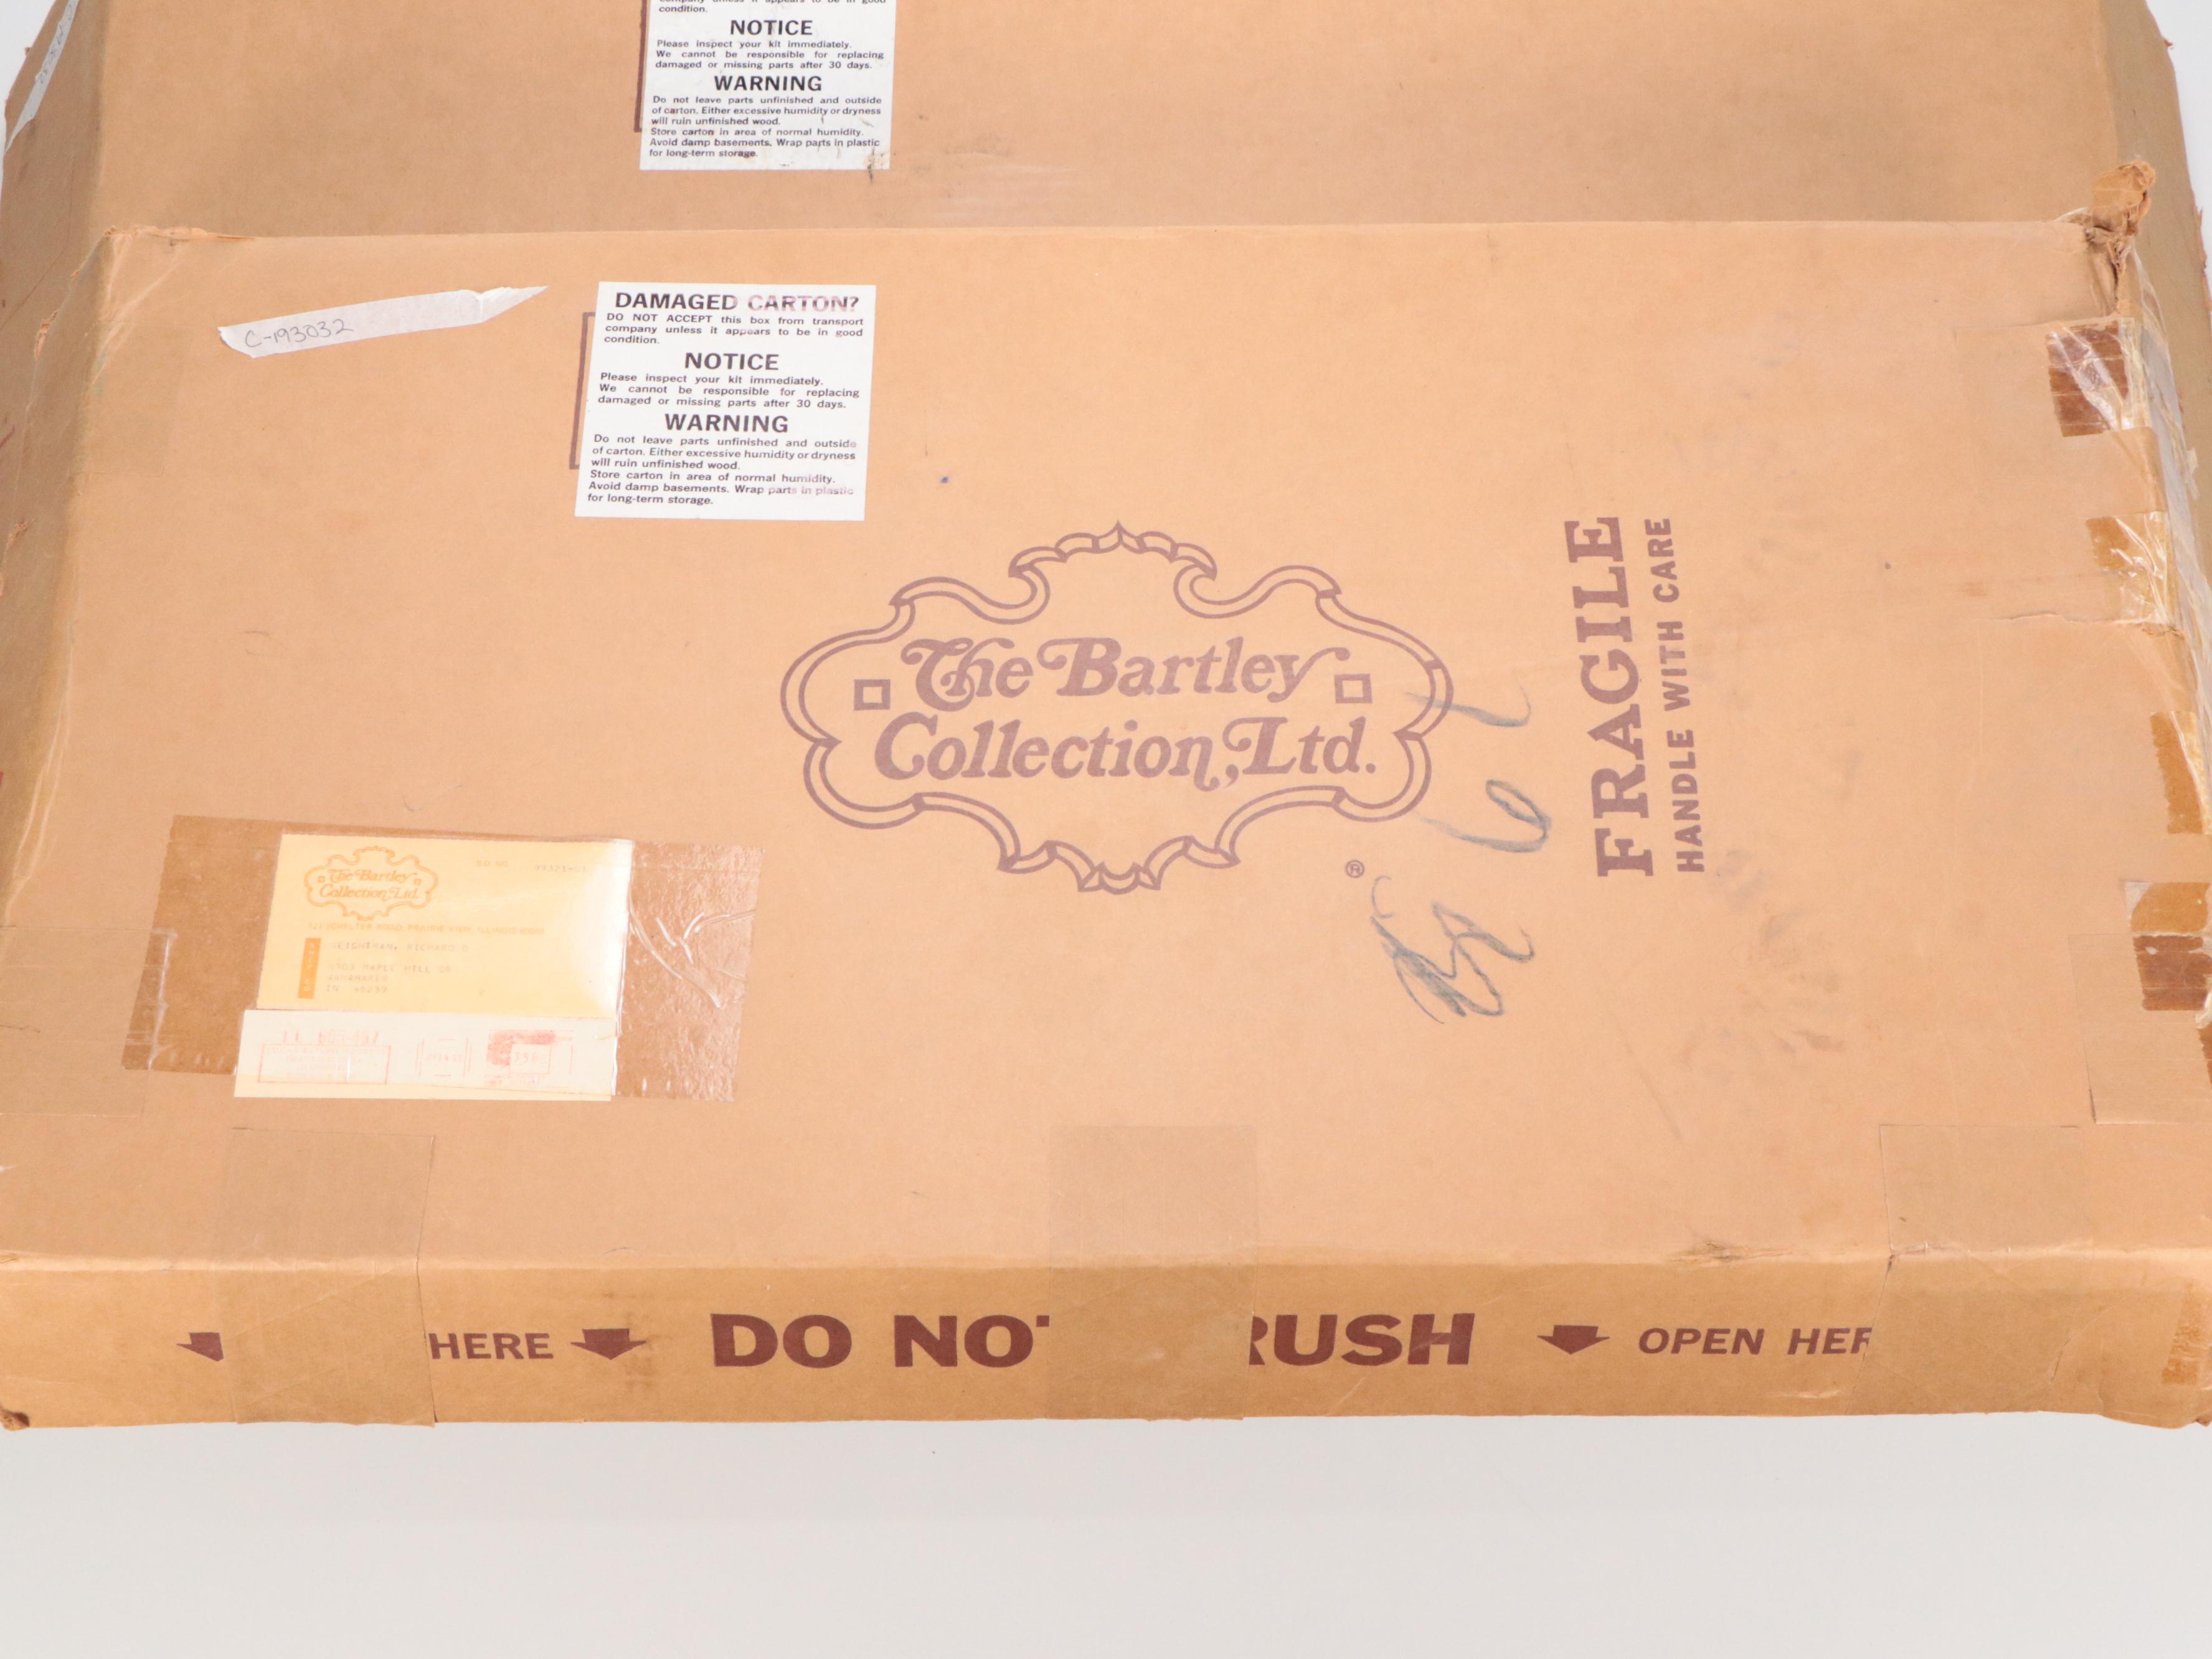 condition.
NOTICE
Please inspect your kit immediately.
We cannot be responsible for replacing
damaged or missing parts after 30 days.
WARNING
Do not leave parts unfinished and outside
of carton. Either excessive humidity or dryness
will ruin unfinished wood.
Store carton in area of normal humidity.
Avoid damp basements. Wrap parts in plastic
for long-term storage.
C-193032
DAMAGED CARTON?
DO NOT ACCEPT this box from transport
company unless it appears to be in good
condition.
NOTICE
Please inspect your kit immediately.
We cannot be responsible for replacing
damaged or missing parts after 30 days.
WARNING
Do not leave parts unfinished and outside
of carton. Either excessive humidity or dryness
will ruin unfinished wood.
Store carton in area of normal humidity.
Avoid damp basements. Wrap parts in plastic
for long-term storage.
The Bartley
Collection, Ltd.
®
FRAGILE
HANDLE WITH CARE
The Bartley
Collection, Ltd.
MAPLE HILL DR
IN 46239
HERE DO NO RUSH OPEN HER